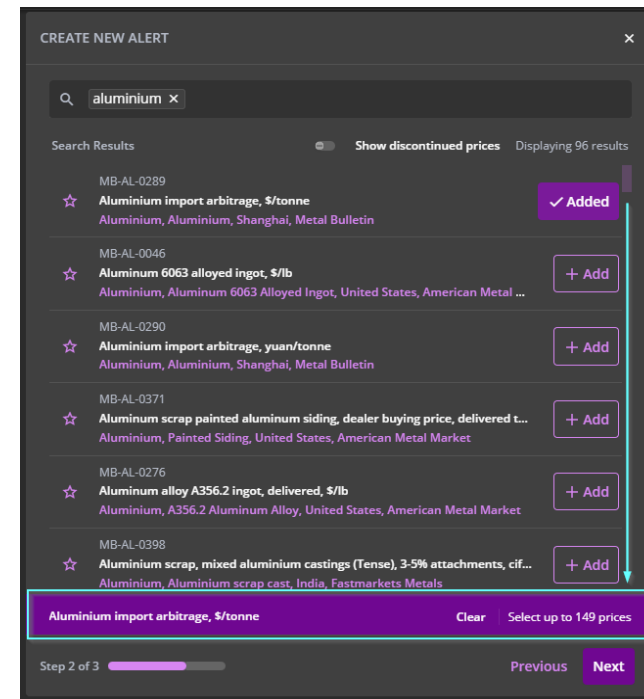 CREATE NEW ALERT ×
aluminium ×
Search Results Show discontinued prices Displaying 96 results
MB-AL-0289
Aluminium import arbitrage, $/tonne
Aluminium, Aluminium, Shanghai, Metal Bulletin
Added
MB-AL-0046
Aluminum 6063 alloyed ingot, $/lb
Aluminium, Aluminum 6063 Alloyed Ingot, United States, American Metal ...
+ Add
MB-AL-0290
Aluminium import arbitrage, yuan/tonne
Aluminium, Aluminium, Shanghai, Metal Bulletin
+ Add
MB-AL-0371
Aluminum scrap painted aluminum siding, dealer buying price, delivered t...
Aluminium, Painted Siding, United States, American Metal Market
+ Add
MB-AL-0276
Aluminum alloy A356.2 ingot, delivered, $/lb
Aluminium, A356.2 Aluminum Alloy, United States, American Metal Market
+ Add
MB-AL-0398
Aluminium scrap, mixed aluminium castings (Tense), 3-5% attachments, cif...
Aluminium, Aluminium scrap cast, India, Fastmarkets Metals
+ Add
Aluminium import arbitrage, $/tonne Clear Select up to 149 prices
Step 2 of 3 Previous Next